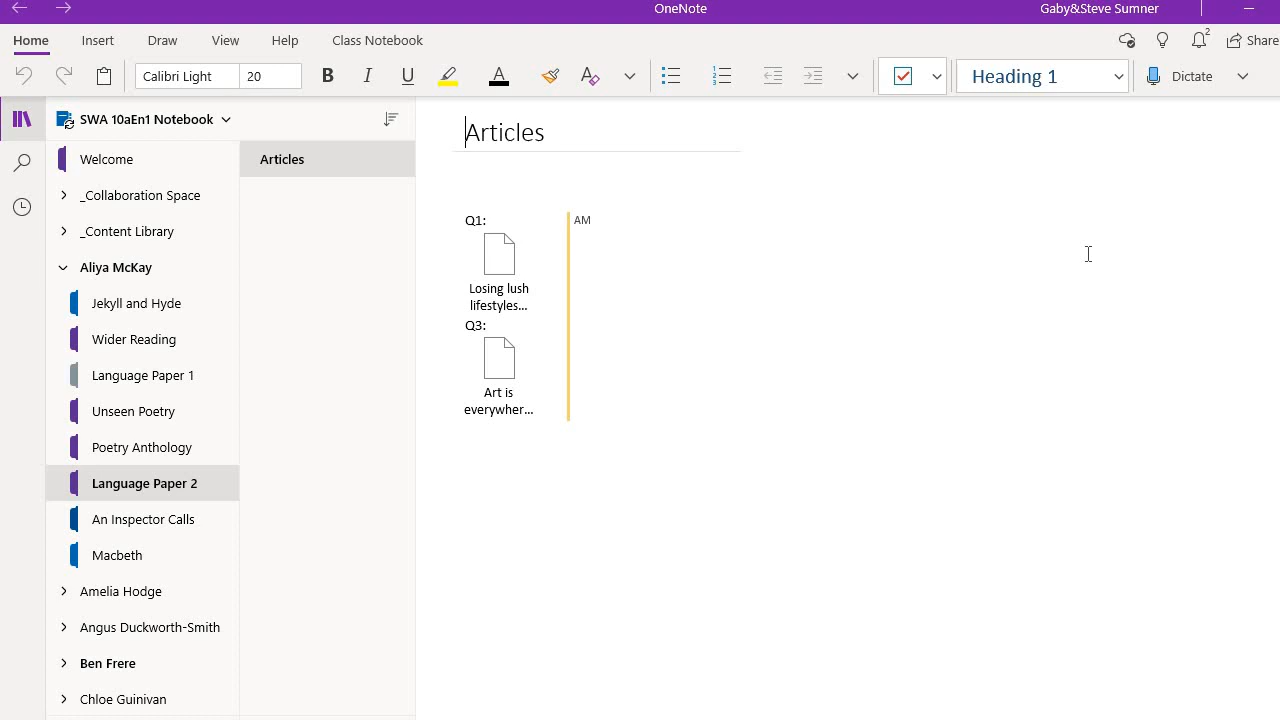 OneNote
Gaby&Steve Sumner
Home Insert Draw View Help Class Notebook
2
Share
Calibri Light 20 B I U A Heading 1 Dictate
SWA 10aEn1 Notebook
Welcome
_Collaboration Space
_Content Library
Aliya McKay
Jekyll and Hyde
Wider Reading
Language Paper 1
Unseen Poetry
Poetry Anthology
Language Paper 2
An Inspector Calls
Macbeth
Amelia Hodge
Angus Duckworth-Smith
Ben Frere
Chloe Guinivan
Articles
Articles
Q1:
AM
Losing lush
lifestyles...
Q3:
Art is
everywher...